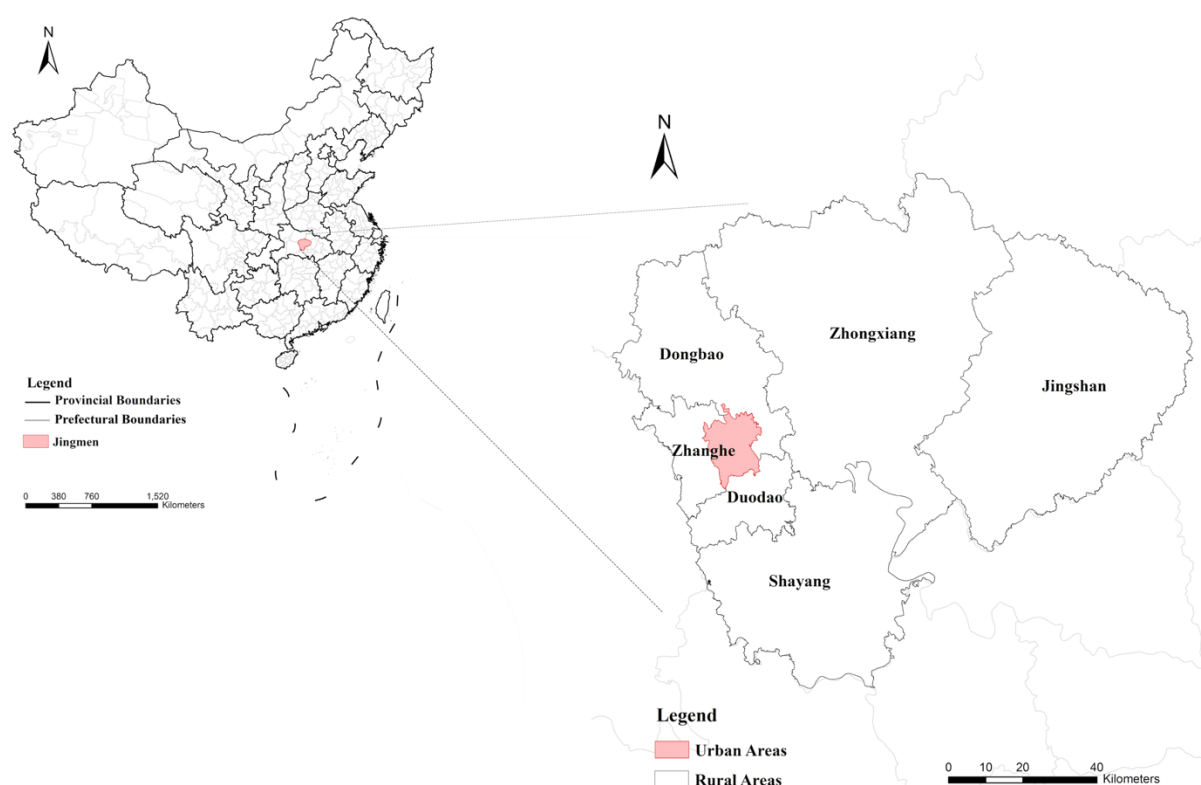 N
Legend
Provincial Boundaries
Prefectural Boundaries
Jingmen
0 380 760 1,520
Kilometers
N
Zhongxiang
Dongbao
Jingshan
Zhanghe
Duodao
Shayang
Legend
Urban Areas
Rural Areas
0 10 20 40
Kilometers